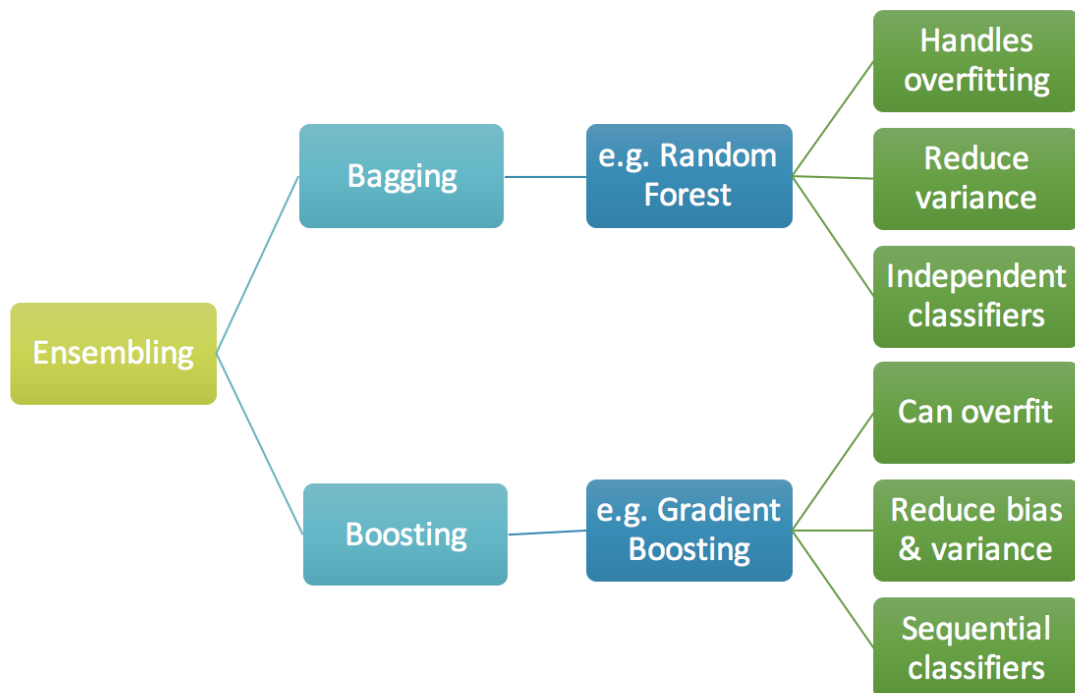 Ensembling
Bagging
e.g. Random
Forest
Handles
overfitting
Reduce
variance
Independent
classifiers
Boosting
e.g. Gradient
Boosting
Can overfit
Reduce bias
& variance
Sequential
classifiers